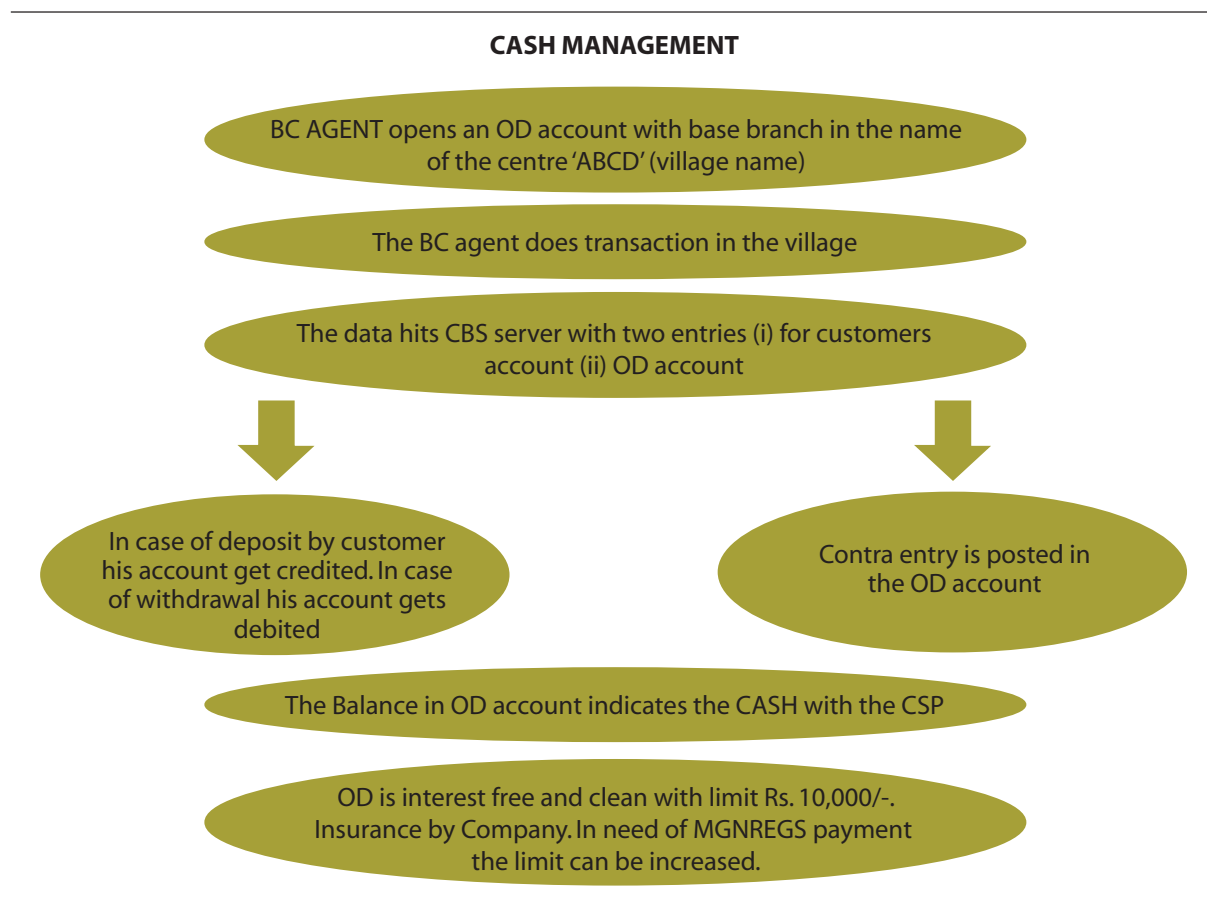 CASH MANAGEMENT
BC AGENT opens an OD account with base branch in the name
of the centre ‘ABCD’ (village name)
The BC agent does transaction in the village
The data hits CBS server with two entries (i) for customers
account (ii) OD account
In case of deposit by customer
his account get credited. In case
of withdrawal his account gets
debited
Contra entry is posted in
the OD account
The Balance in OD account indicates the CASH with the CSP
OD is interest free and clean with limit Rs. 10,000/-.
Insurance by Company. In need of MGNREGS payment
the limit can be increased.